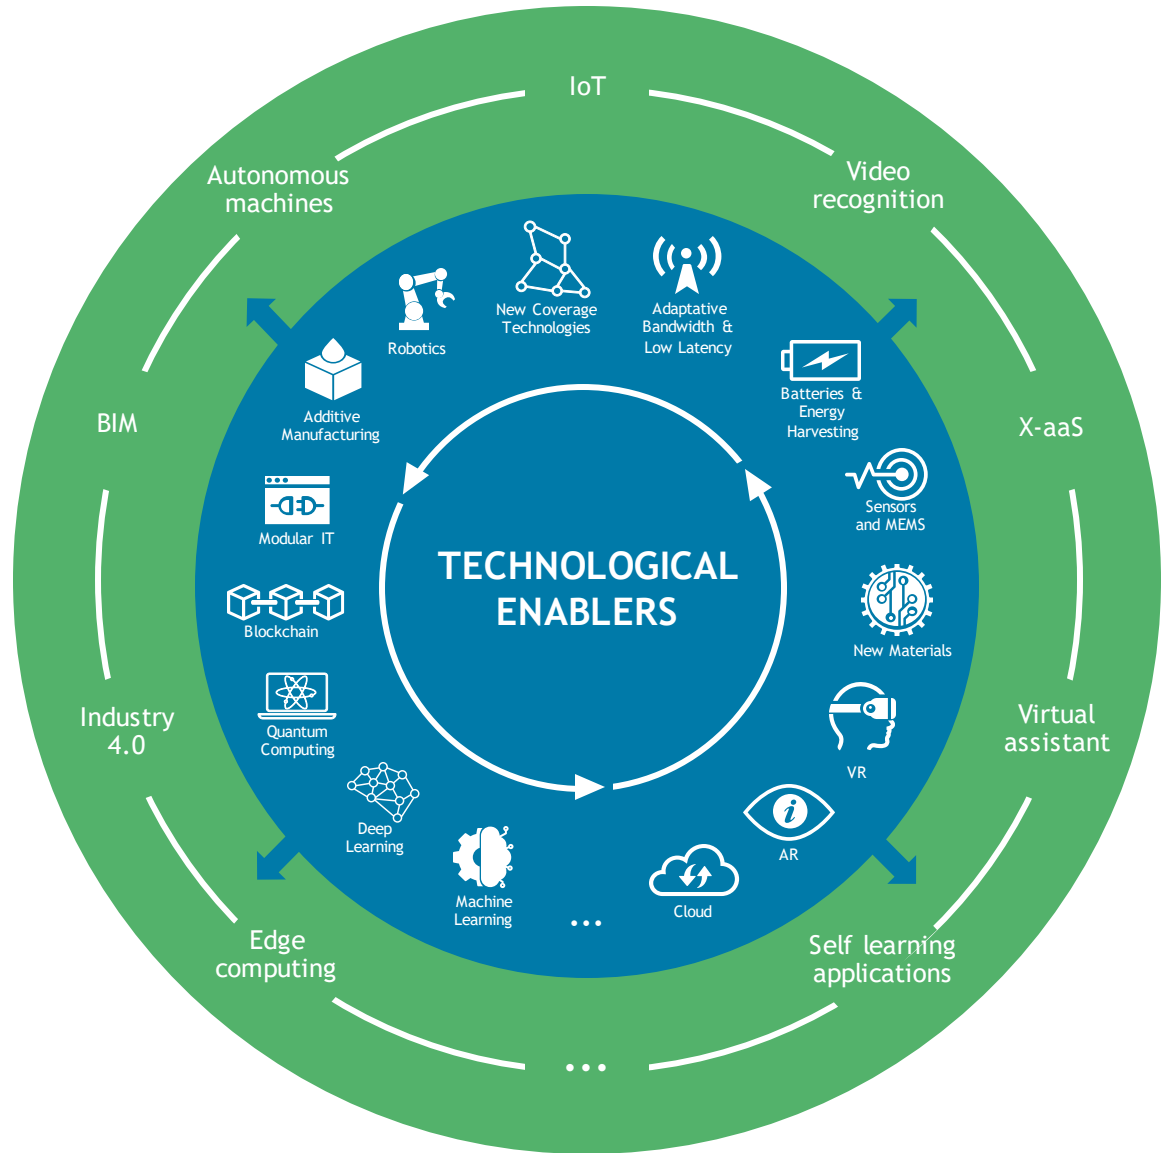 IoT
Video
recognition
X-aaS
Virtual
assistant
Self learning
applications
...
Edge
computing
Industry
4.0
BIM
Autonomous
machines
New Coverage
Technologies
Adaptative
Bandwidth &
Low Latency
Batteries &
Energy
Harvesting
Sensors
and MEMS
New Materials
VR
i
AR
Cloud
...
Machine
Learning
Deep
Learning
Quantum
Computing
Blockchain
Modular IT
Additive
Manufacturing
Robotics
TECHNOLOGICAL
ENABLERS